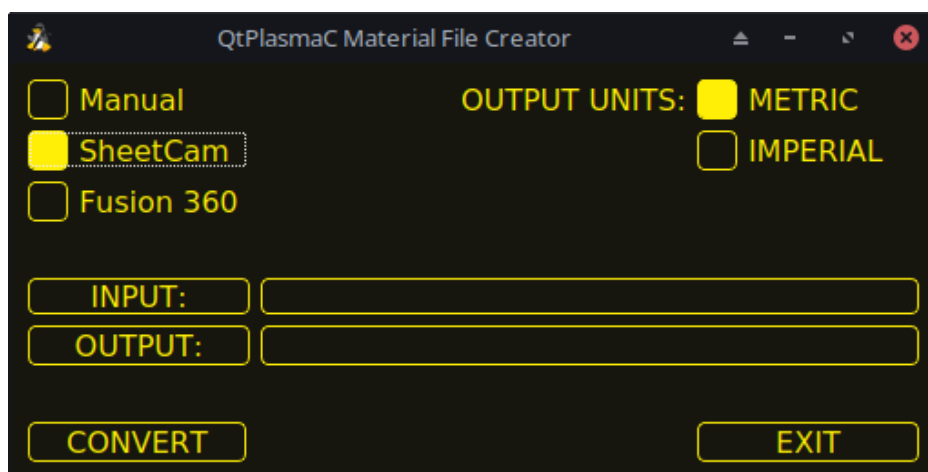 QtPlasmaC Material File Creator
Manual OUTPUT UNITS: METRIC
SheetCam IMPERIAL
Fusion 360
INPUT:
OUTPUT:
CONVERT EXIT